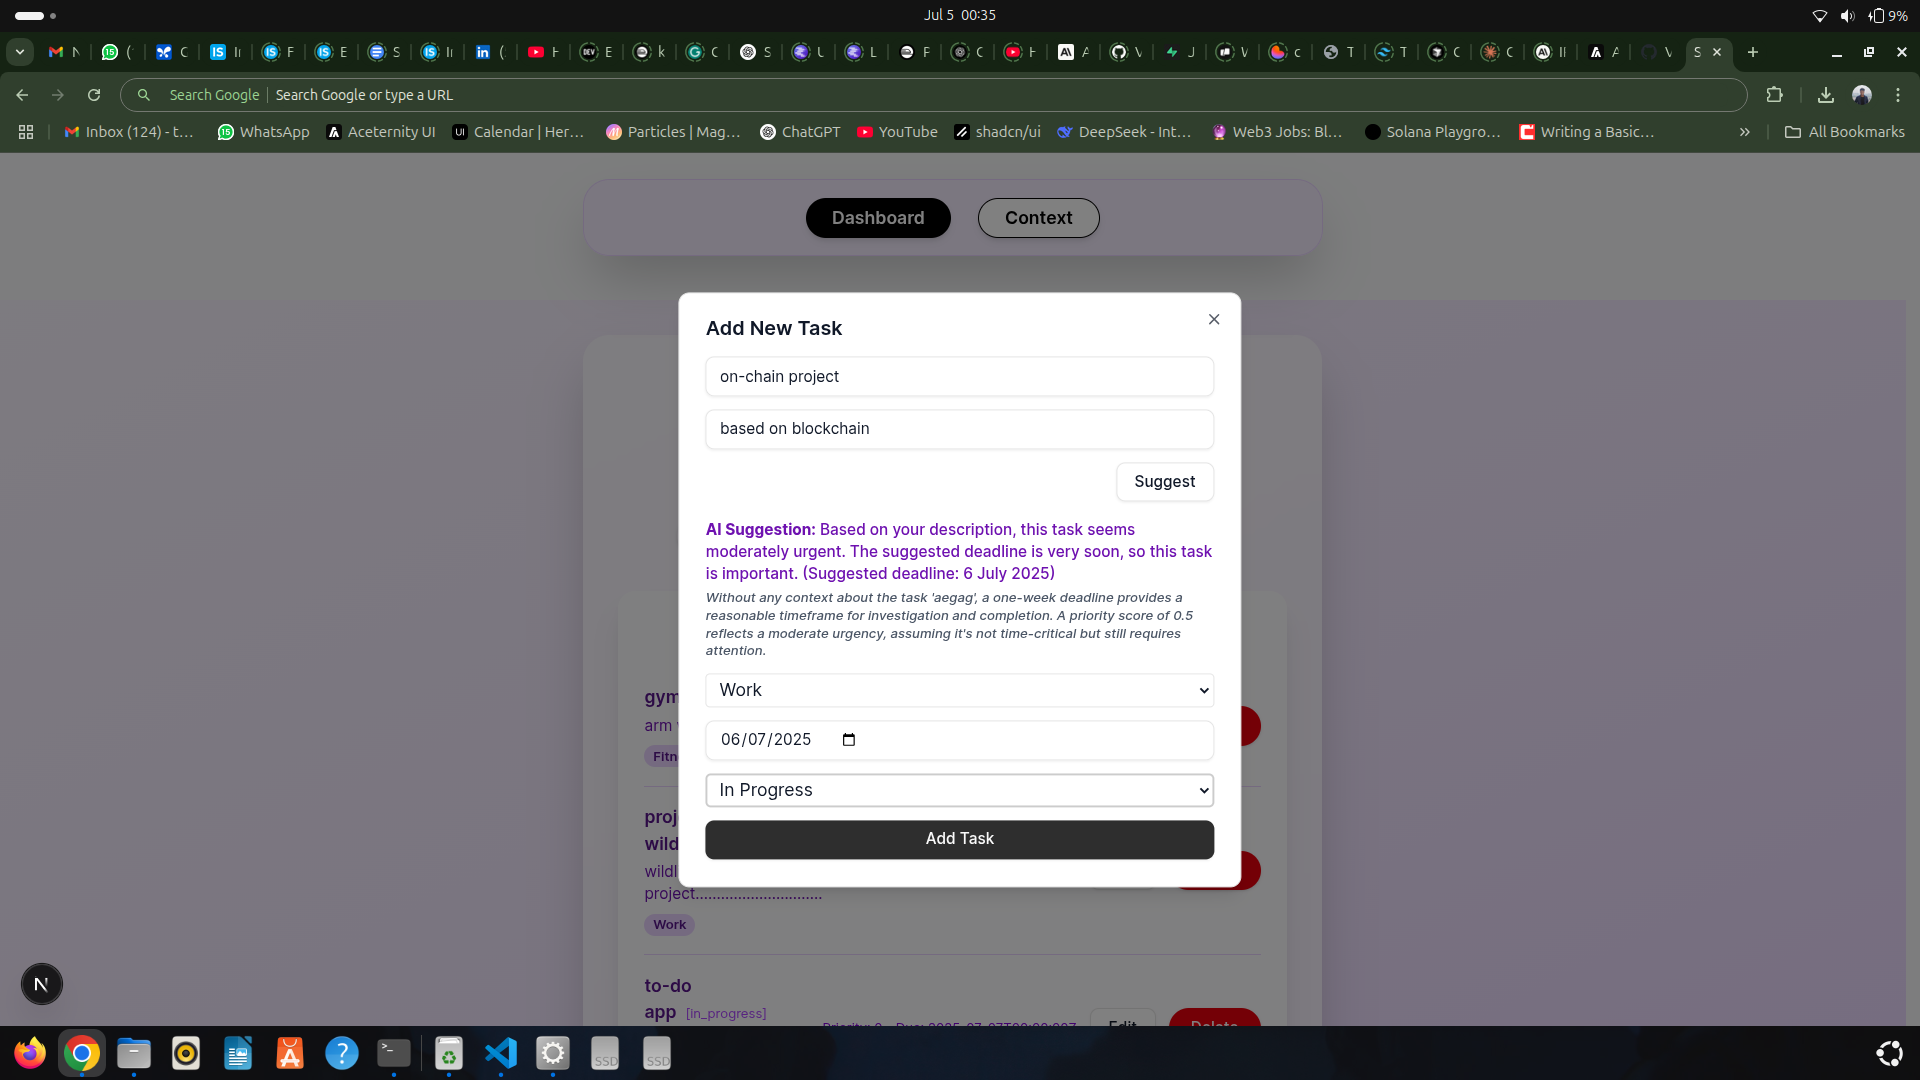 Jul 5 00:35
9%
Search Google Search Google or type a URL
Inbox (124) - t... WhatsApp Aceternity UI Calendar | Her... Particles | Mag... ChatGPT YouTube shadcn/ui DeepSeek - Int... Web3 Jobs: Bl... Solana Playgro... Writing a Basic... All Bookmarks
Dashboard Context
Add New Task
on-chain project
based on blockchain
Suggest
AI Suggestion: Based on your description, this task seems
moderately urgent. The suggested deadline is very soon, so this task
is important. (Suggested deadline: 6 July 2025)
Without any context about the task 'aegag', a one-week deadline provides a
reasonable timeframe for investigation and completion. A priority score of 0.5
reflects a moderate urgency, assuming it's not time-critical but still requires
attention.
Work
06/07/2025
In Progress
Add Task
gym
arm
Fitn
proj
wild
wildl
project..............................
Work
to-do
app [in_progress]
Edit Delete
N
SSD SSD